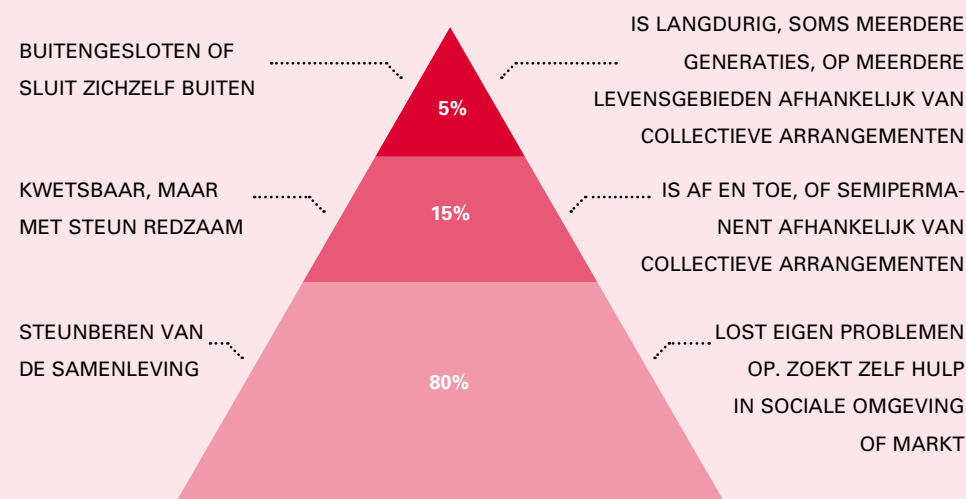 BUITENGESLOTEN OF
SLUIT ZICHZELF BUITEN
5%
IS LANGDURIG, SOMS MEERDERE
GENERATIES, OP MEERDERE
LEVENSGEBIEDEN AFHANKELIJK VAN
COLLECTIEVE ARRANGEMENTEN
KWETSBAAR, MAAR
MET STEUN REDZAAM
15%
IS AF EN TOE, OF SEMIPERMA-
NENT AFHANKELIJK VAN
COLLECTIEVE ARRANGEMENTEN
STEUNBEREN VAN
DE SAMENLEVING
80%
LOST EIGEN PROBLEMEN
OP. ZOEKT ZELF HULP
IN SOCIALE OMGEVING
OF MARKT